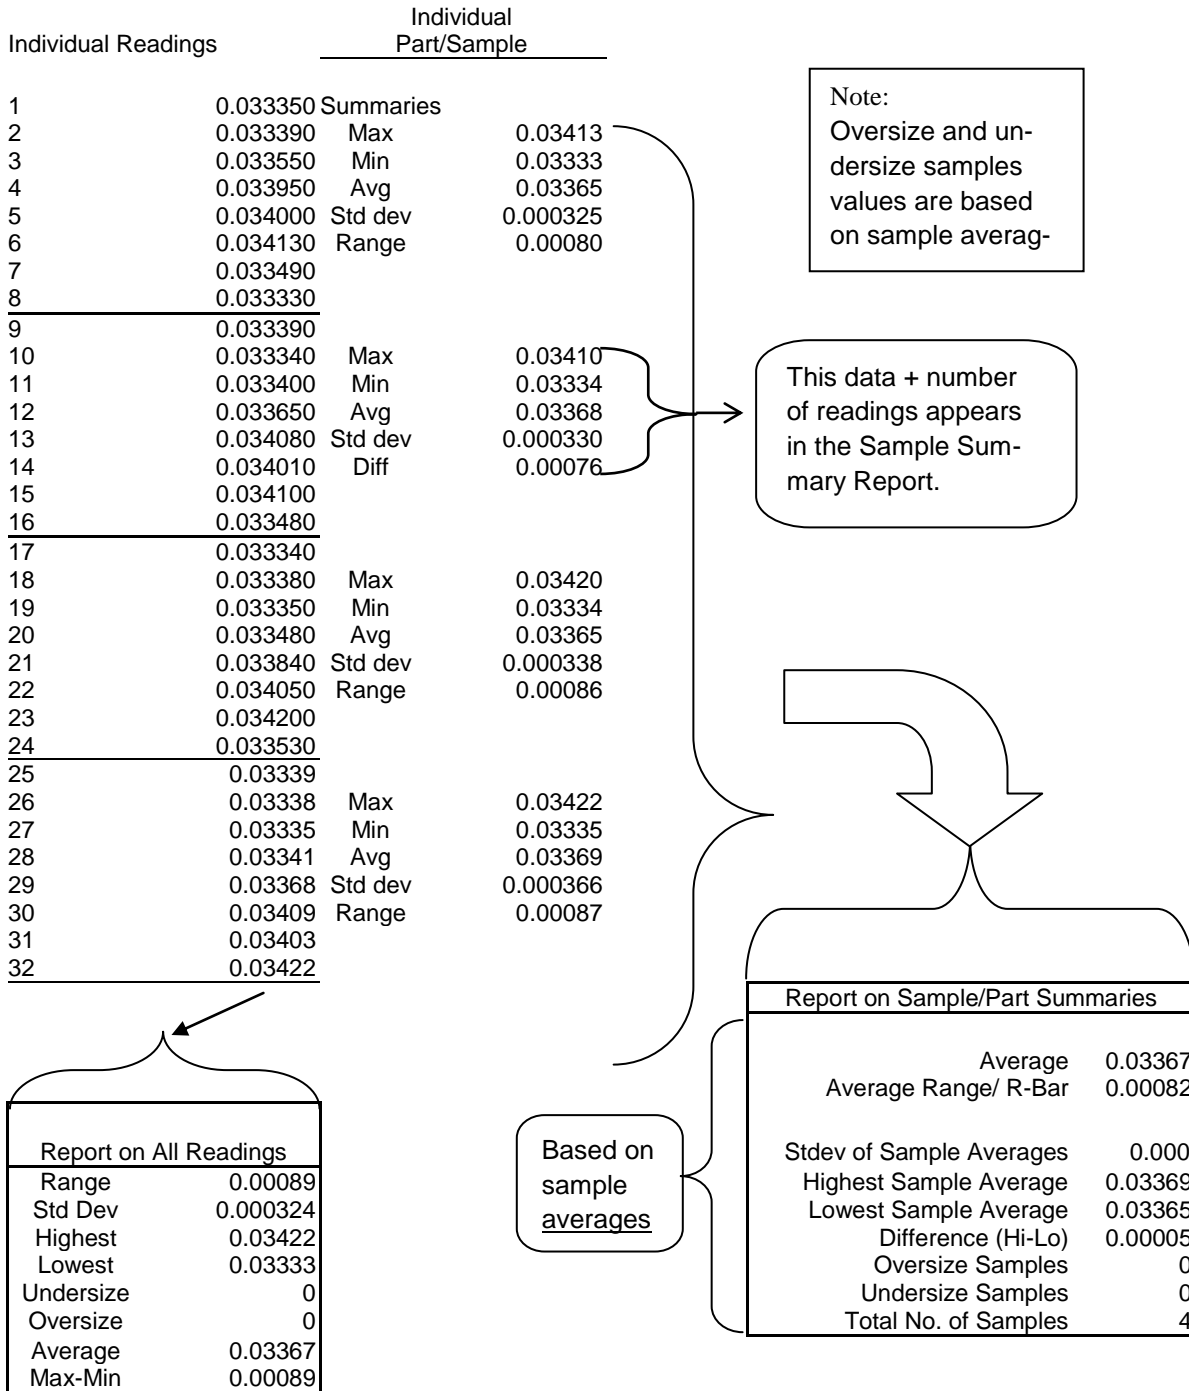 Individual Readings
Individual
Part/Sample
1 0.033350 Summaries
2 0.033390 Max 0.03413
3 0.033550 Min 0.03333
4 0.033950 Avg 0.03365
5 0.034000 Std dev 0.000325
6 0.034130 Range 0.00080
7 0.033490
8 0.033330
9 0.033390
10 0.033340 Max 0.03410
11 0.033400 Min 0.03334
12 0.033650 Avg 0.03368
13 0.034080 Std dev 0.000330
14 0.034010 Diff 0.00076
15 0.034100
16 0.033480
17 0.033340
18 0.033380 Max 0.03420
19 0.033350 Min 0.03334
20 0.033480 Avg 0.03365
21 0.033840 Std dev 0.000338
22 0.034050 Range 0.00086
23 0.034200
24 0.033530
25 0.03339
26 0.03338 Max 0.03422
27 0.03335 Min 0.03335
28 0.03341 Avg 0.03369
29 0.03368 Std dev 0.000366
30 0.03409 Range 0.00087
31 0.03403
32 0.03422
Note:
Oversize and un-
dersize samples
values are based
on sample averag-
This data + number
of readings appears
in the Sample Sum-
mary Report.
Report on All Readings
Range 0.00089
Std Dev 0.000324
Highest 0.03422
Lowest 0.03333
Undersize 0
Oversize 0
Average 0.03367
Max-Min 0.00089
Based on
sample
averages
Report on Sample/Part Summaries
Average 0.03367
Average Range/ R-Bar 0.00082
Stdev of Sample Averages 0.000
Highest Sample Average 0.03369
Lowest Sample Average 0.03365
Difference (Hi-Lo) 0.00005
Oversize Samples 0
Undersize Samples 0
Total No. of Samples 4